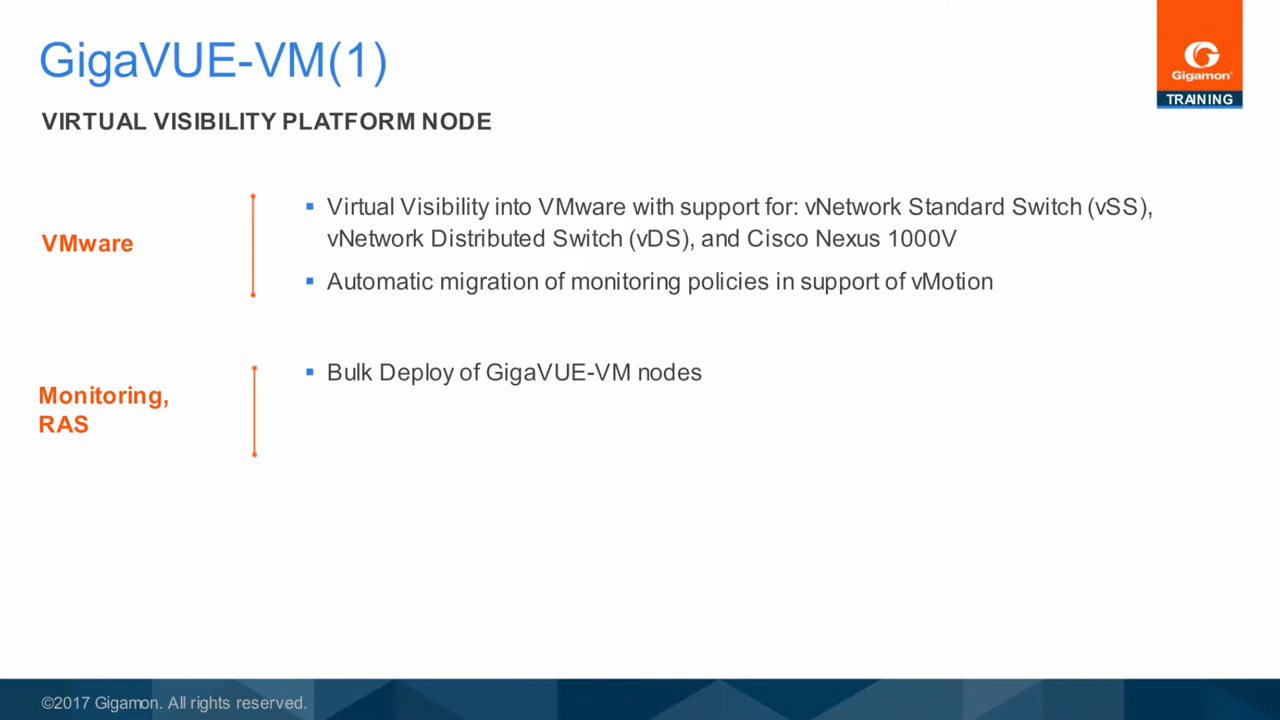 GigaVUE-VM(1)
Gigamon®
TRAINING
VIRTUAL VISIBILITY PLATFORM NODE
VMware
▪ Virtual Visibility into VMware with support for: vNetwork Standard Switch (vSS),
vNetwork Distributed Switch (vDS), and Cisco Nexus 1000V
▪ Automatic migration of monitoring policies in support of vMotion
Monitoring,
RAS
▪ Bulk Deploy of GigaVUE-VM nodes
©2017 Gigamon. All rights reserved.